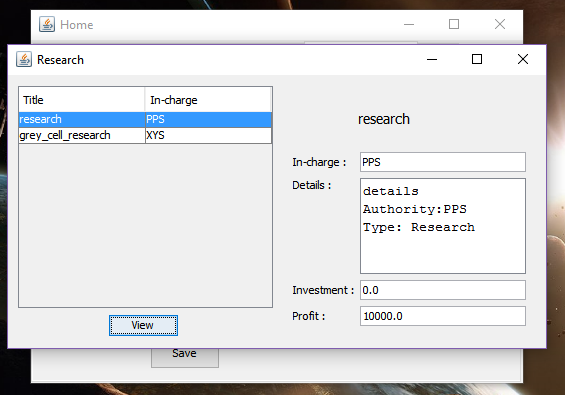 Home
Research
Title In-charge
research PPS
grey_cell_research XYS
View
research
In-charge : PPS
Details : details
Authority:PPS
Type: Research
Investment : 0.0
Profit : 10000.0
Save